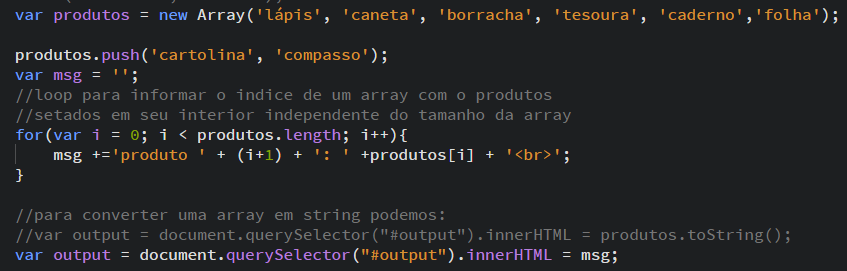 var produtos = new Array('lápis', 'caneta', 'borracha', 'tesoura', 'caderno','folha');
produtos.push('cartolina', 'compasso');
var msg = '';
//loop para informar o indice de um array com o produtos
//setados em seu interior independente do tamanho da array
for(var i = 0; i < produtos.length; i++){
msg +='produto ' + (i+1) + ': ' +produtos[i] + '<br>';
}
//para converter uma array em string podemos:
//var output = document.querySelector("#output").innerHTML = produtos.toString();
var output = document.querySelector("#output").innerHTML = msg;